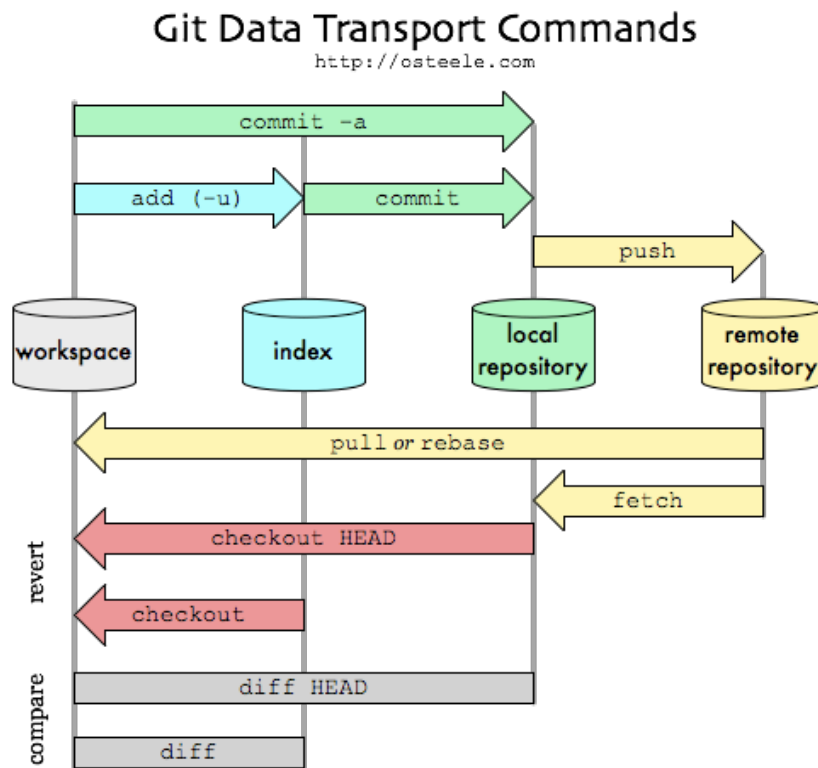 Git Data Transport Commands
http://osteele.com
commit -a
add (-u)
commit
push
workspace
index
local
repository
remote
repository
pull or rebase
fetch
revert
checkout HEAD
checkout
compare
diff HEAD
diff